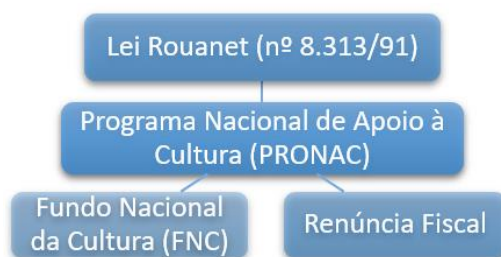 Lei Rouanet (nº 8.313/91)
Programa Nacional de Apoio à
Cultura (PRONAC)
Fundo Nacional
da Cultura (FNC)
Renúncia Fiscal